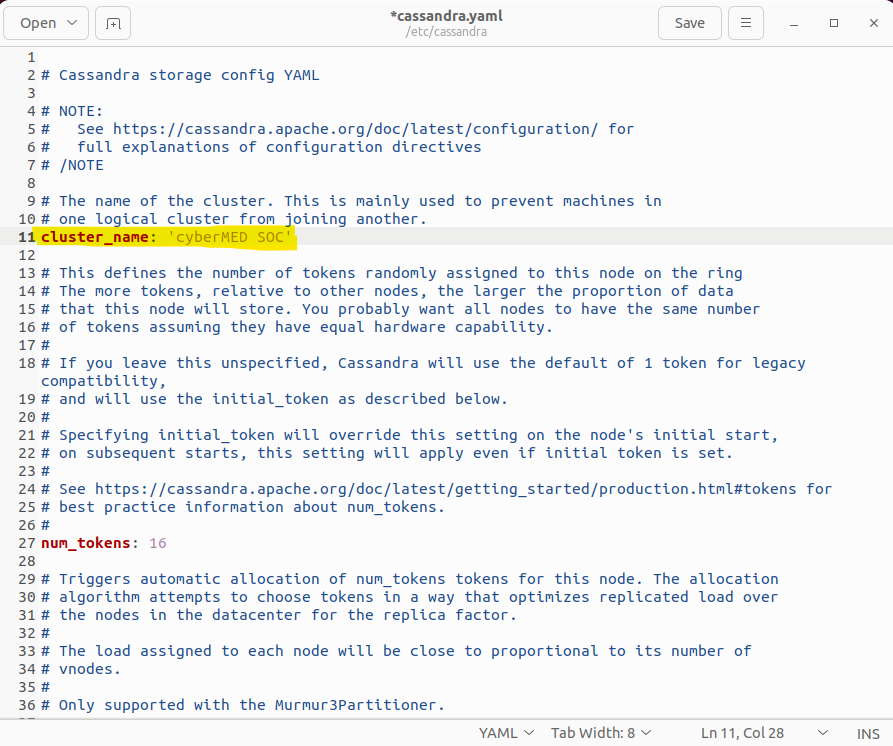 Open
*cassandra.yaml
/etc/cassandra
Save
1
2 # Cassandra storage config YAML
3
4 # NOTE:
5 #   See https://cassandra.apache.org/doc/latest/configuration/ for
6 #   full explanations of configuration directives
7 # /NOTE
8
9 # The name of the cluster. This is mainly used to prevent machines in
10 # one logical cluster from joining another.
11 cluster_name: 'cyberMED SOC'
12
13 # This defines the number of tokens randomly assigned to this node on the ring
14 # The more tokens, relative to other nodes, the larger the proportion of data
15 # that this node will store. You probably want all nodes to have the same number
16 # of tokens assuming they have equal hardware capability.
17 #
18 # If you leave this unspecified, Cassandra will use the default of 1 token for legacy
compatibility,
19 # and will use the initial_token as described below.
20 #
21 # Specifying initial_token will override this setting on the node's initial start,
22 # on subsequent starts, this setting will apply even if initial token is set.
23 #
24 # See https://cassandra.apache.org/doc/latest/getting_started/production.html#tokens for
25 # best practice information about num_tokens.
26 #
27 num_tokens: 16
28
29 # Triggers automatic allocation of num_tokens tokens for this node. The allocation
30 # algorithm attempts to choose tokens in a way that optimizes replicated load over
31 # the nodes in the datacenter for the replica factor.
32 #
33 # The load assigned to each node will be close to proportional to its number of
34 # vnodes.
35 #
36 # Only supported with the Murmur3Partitioner.
YAML
Tab Width: 8
Ln 11, Col 28
INS